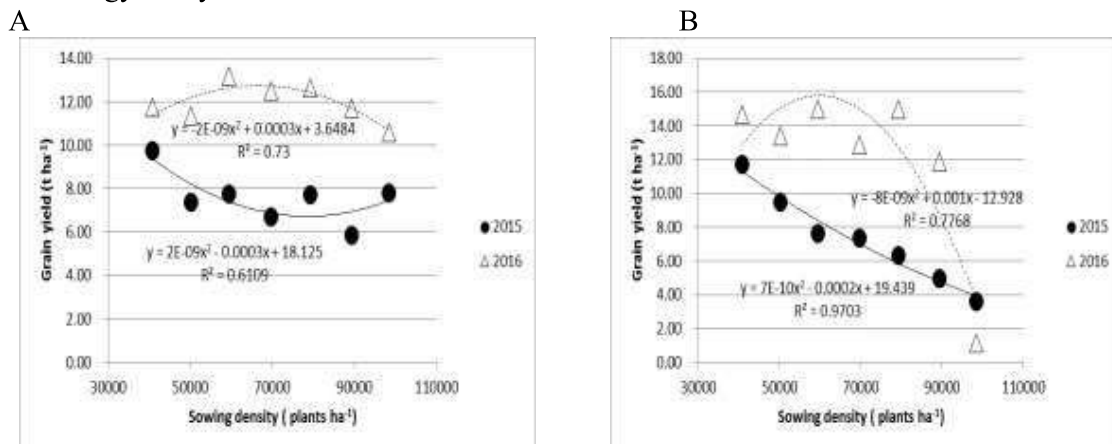 A
14.00
12.00
10.00
8.00
6.00
4.00
2.00
0.00
Grain yield (t ha⁻¹)
y = -2E-09x² + 0.0003x + 3.6484
R² = 0.73
y = 2E-09x² - 0.0003x + 18.125
R² = 0.6109
30000 50000 70000 90000 110000
Sowing density ( plants ha⁻¹)
2015
2016
B
18.00
16.00
14.00
12.00
10.00
8.00
6.00
4.00
2.00
0.00
Grain yield (t ha⁻¹)
y = -8E-09x² + 0.001x - 12.928
R² = 0.7768
y = 7E-10x² - 0.0002x + 19.439
R² = 0.9703
30000 50000 70000 90000 110000
Sowing density ( plants ha⁻¹)
2015
2016